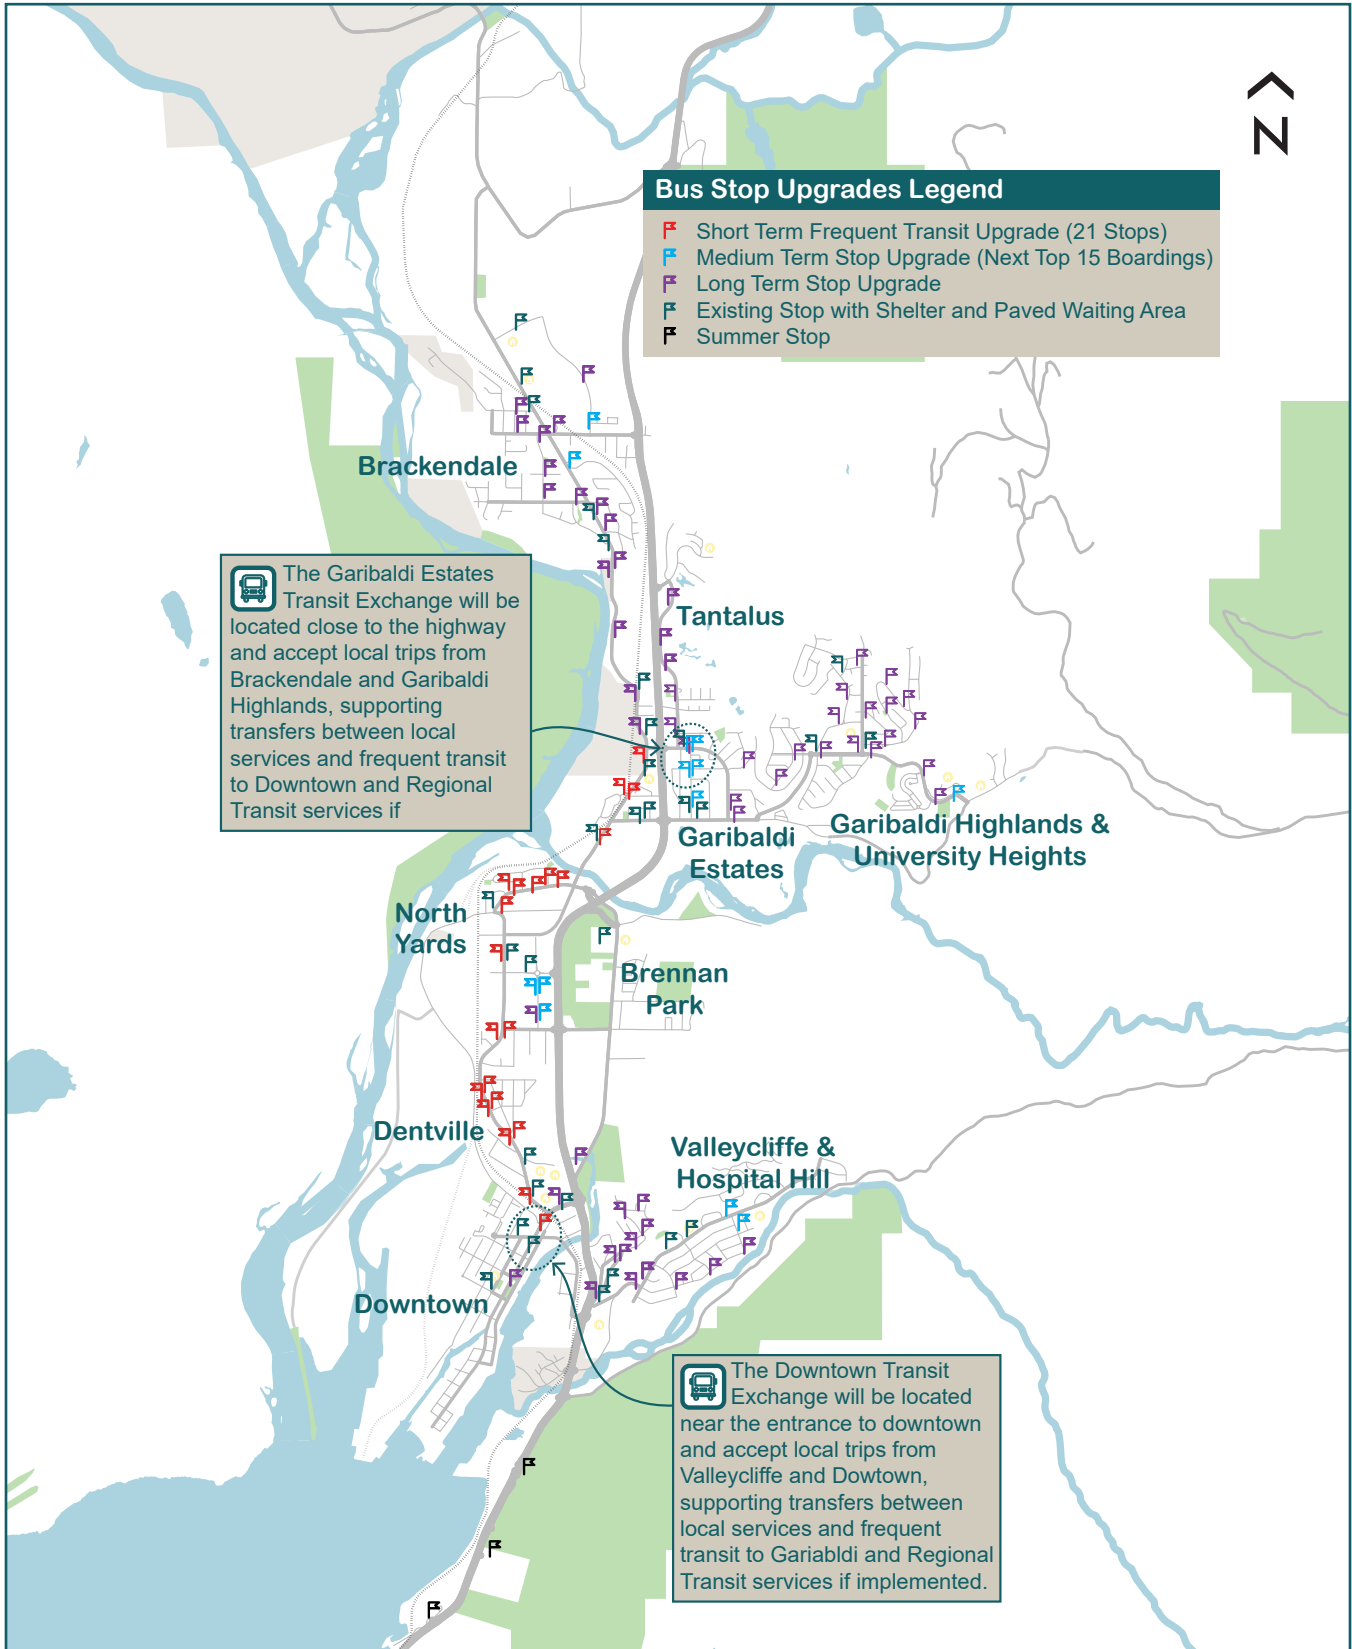 N
Bus Stop Upgrades Legend
Short Term Frequent Transit Upgrade (21 Stops)
Medium Term Stop Upgrade (Next Top 15 Boardings)
Long Term Stop Upgrade
Existing Stop with Shelter and Paved Waiting Area
Summer Stop
Brackendale
The Garibaldi Estates
Transit Exchange will be
located close to the highway
and accept local trips from
Brackendale and Garibaldi
Highlands, supporting
transfers between local
services and frequent transit
to Downtown and Regional
Transit services if
Tantalus
Garibaldi
Estates
Garibaldi Highlands &
University Heights
North
Yards
Brennan
Park
Dentville
Valleycliffe &
Hospital Hill
Downtown
The Downtown Transit
Exchange will be located
near the entrance to downtown
and accept local trips from
Valleycliffe and Dowtown,
supporting transfers between
local services and frequent
transit to Gariabldi and Regional
Transit services if implemented.